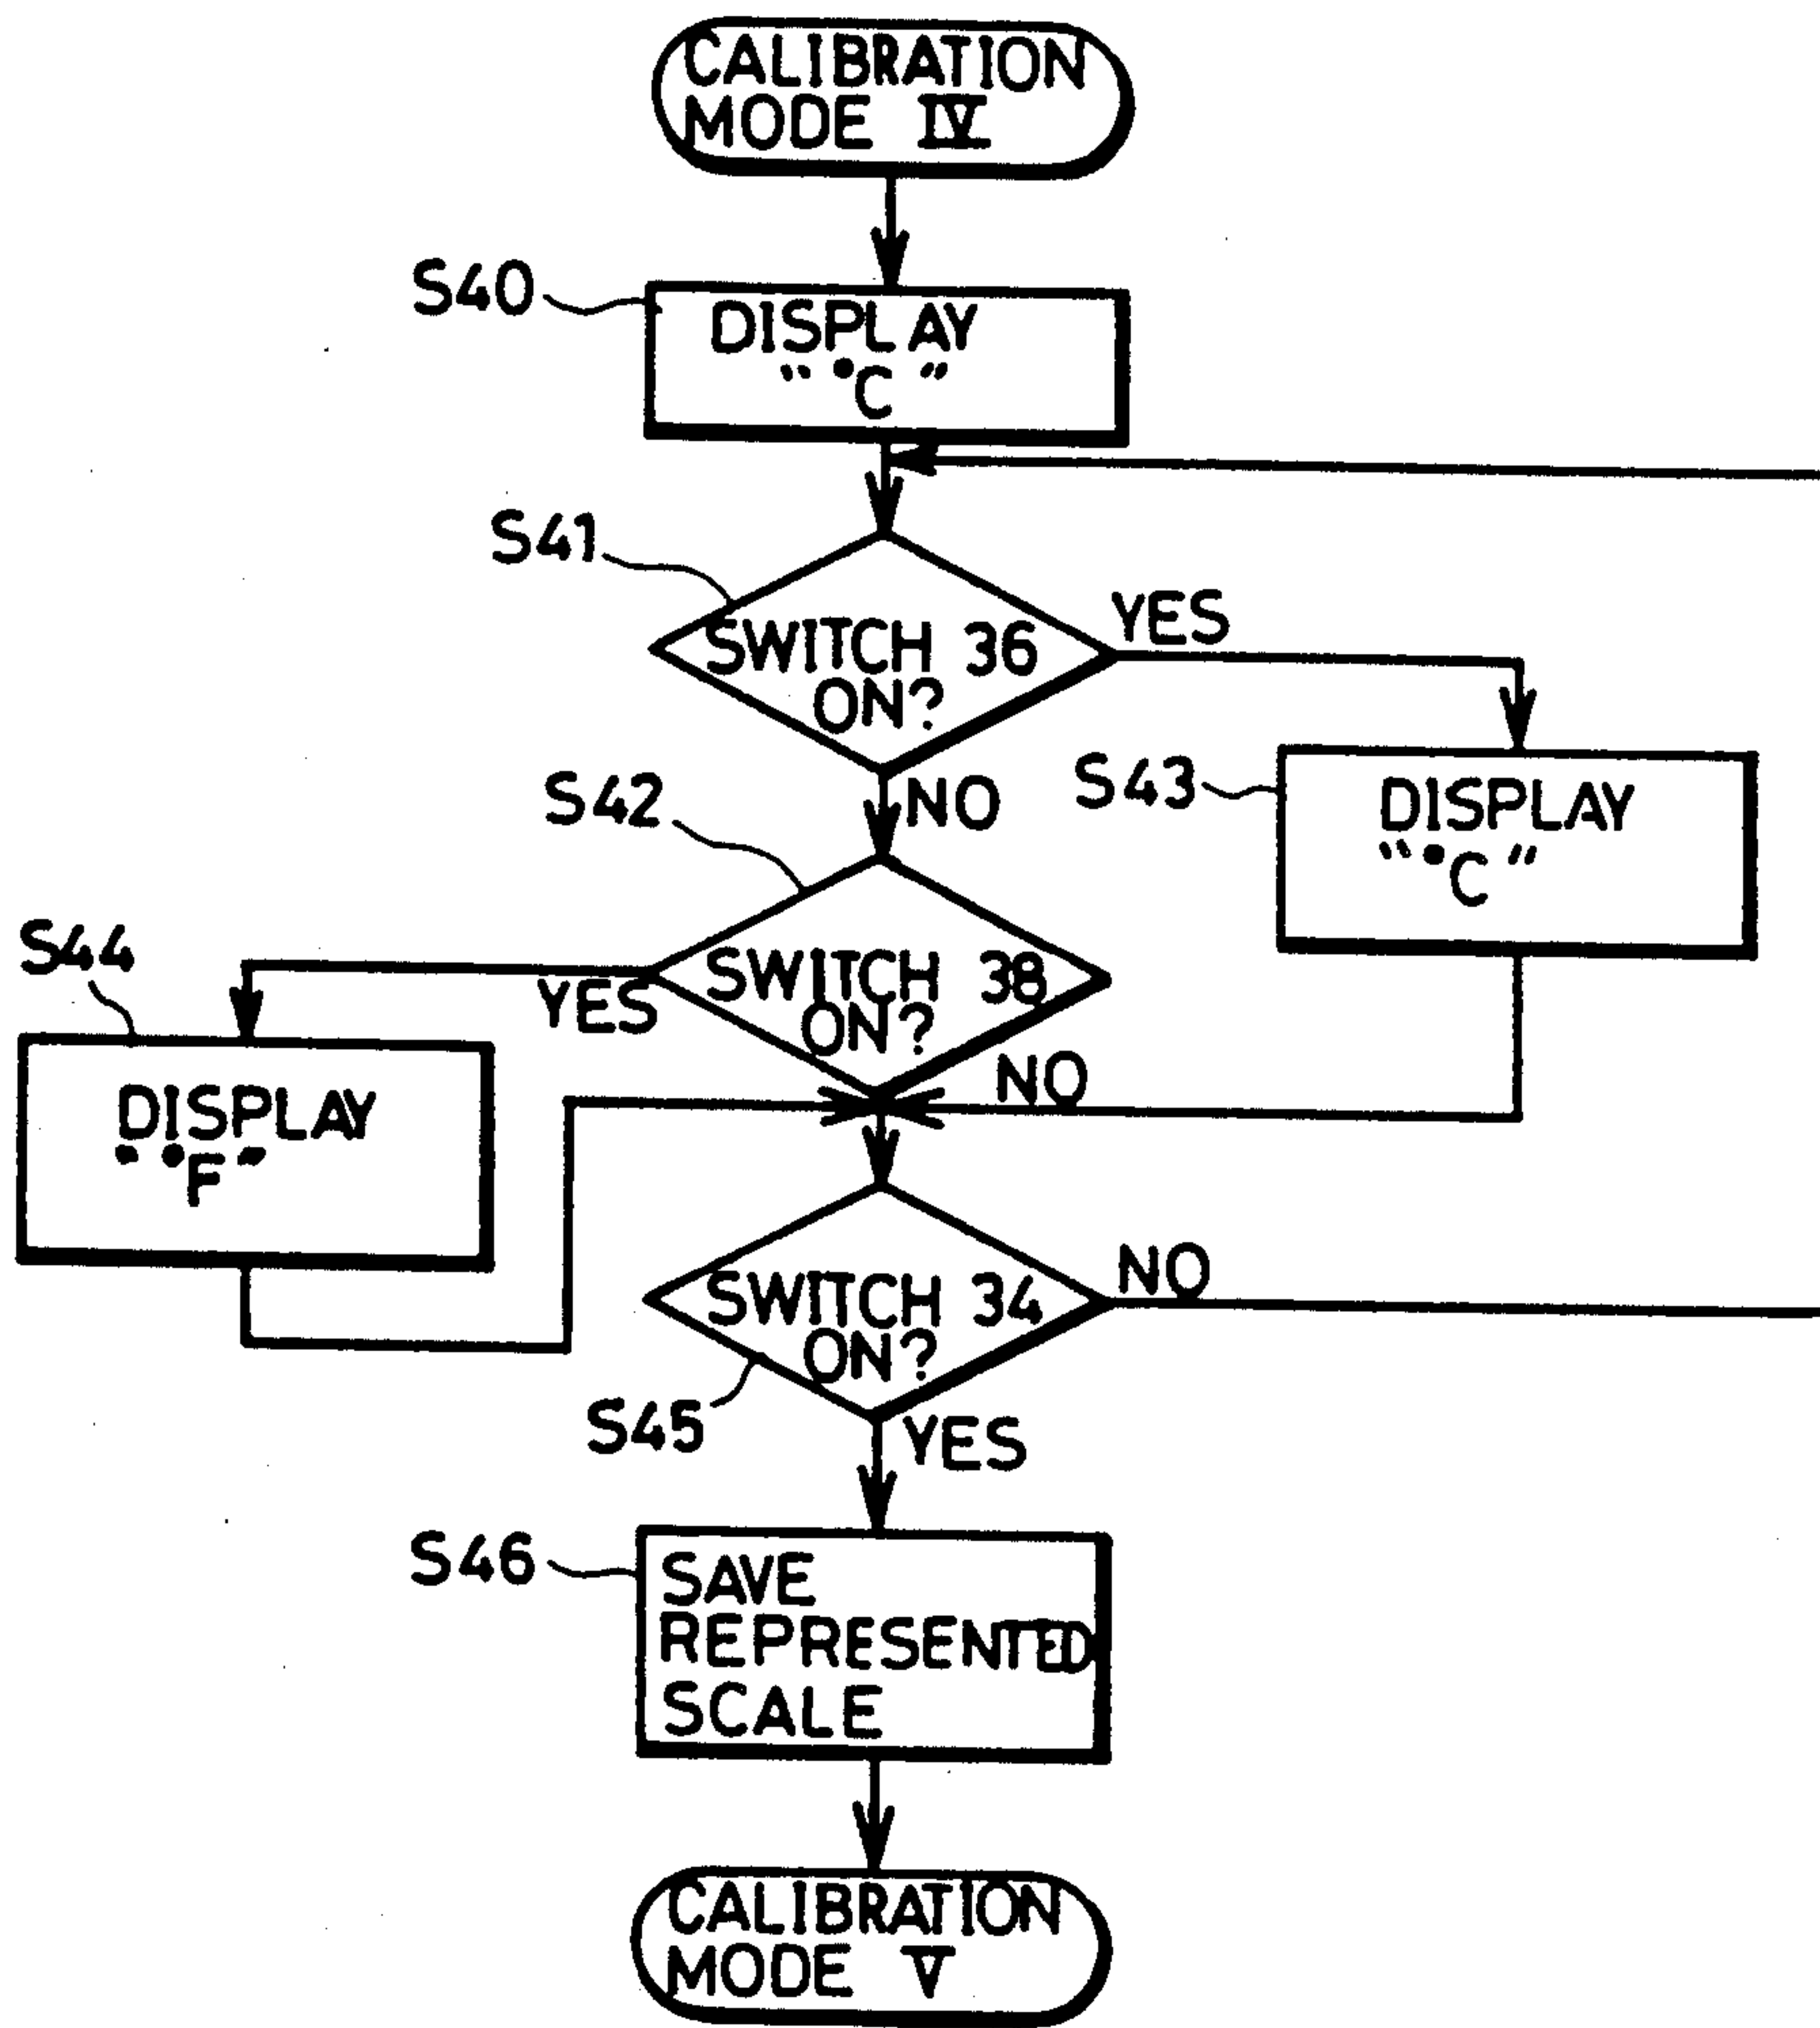 CALIBRATION
MODE IV
S40
DISPLAY
"°C"
S41
SWITCH 36
ON?
YES
NO
S43
DISPLAY
"°C"
S42
SWITCH 38
ON?
YES
NO
S44
DISPLAY
"°F"
SWITCH 34
ON?
NO
S45
YES
S46
SAVE
REPRESENTED
SCALE
CALIBRATION
MODE V